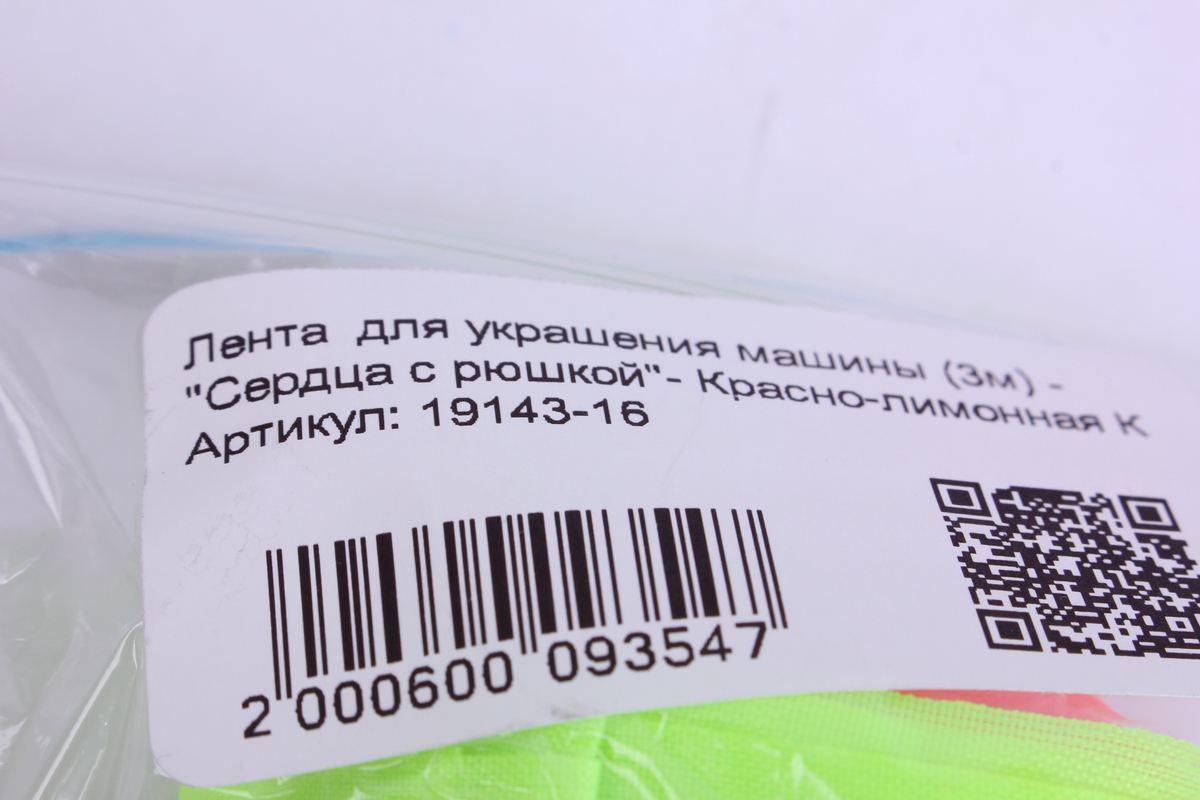 Лента для украшения машины (3м) -
"Сердца с рюшкой"- Красно-лимонная К
Артикул: 19143-16
2 000600 093547